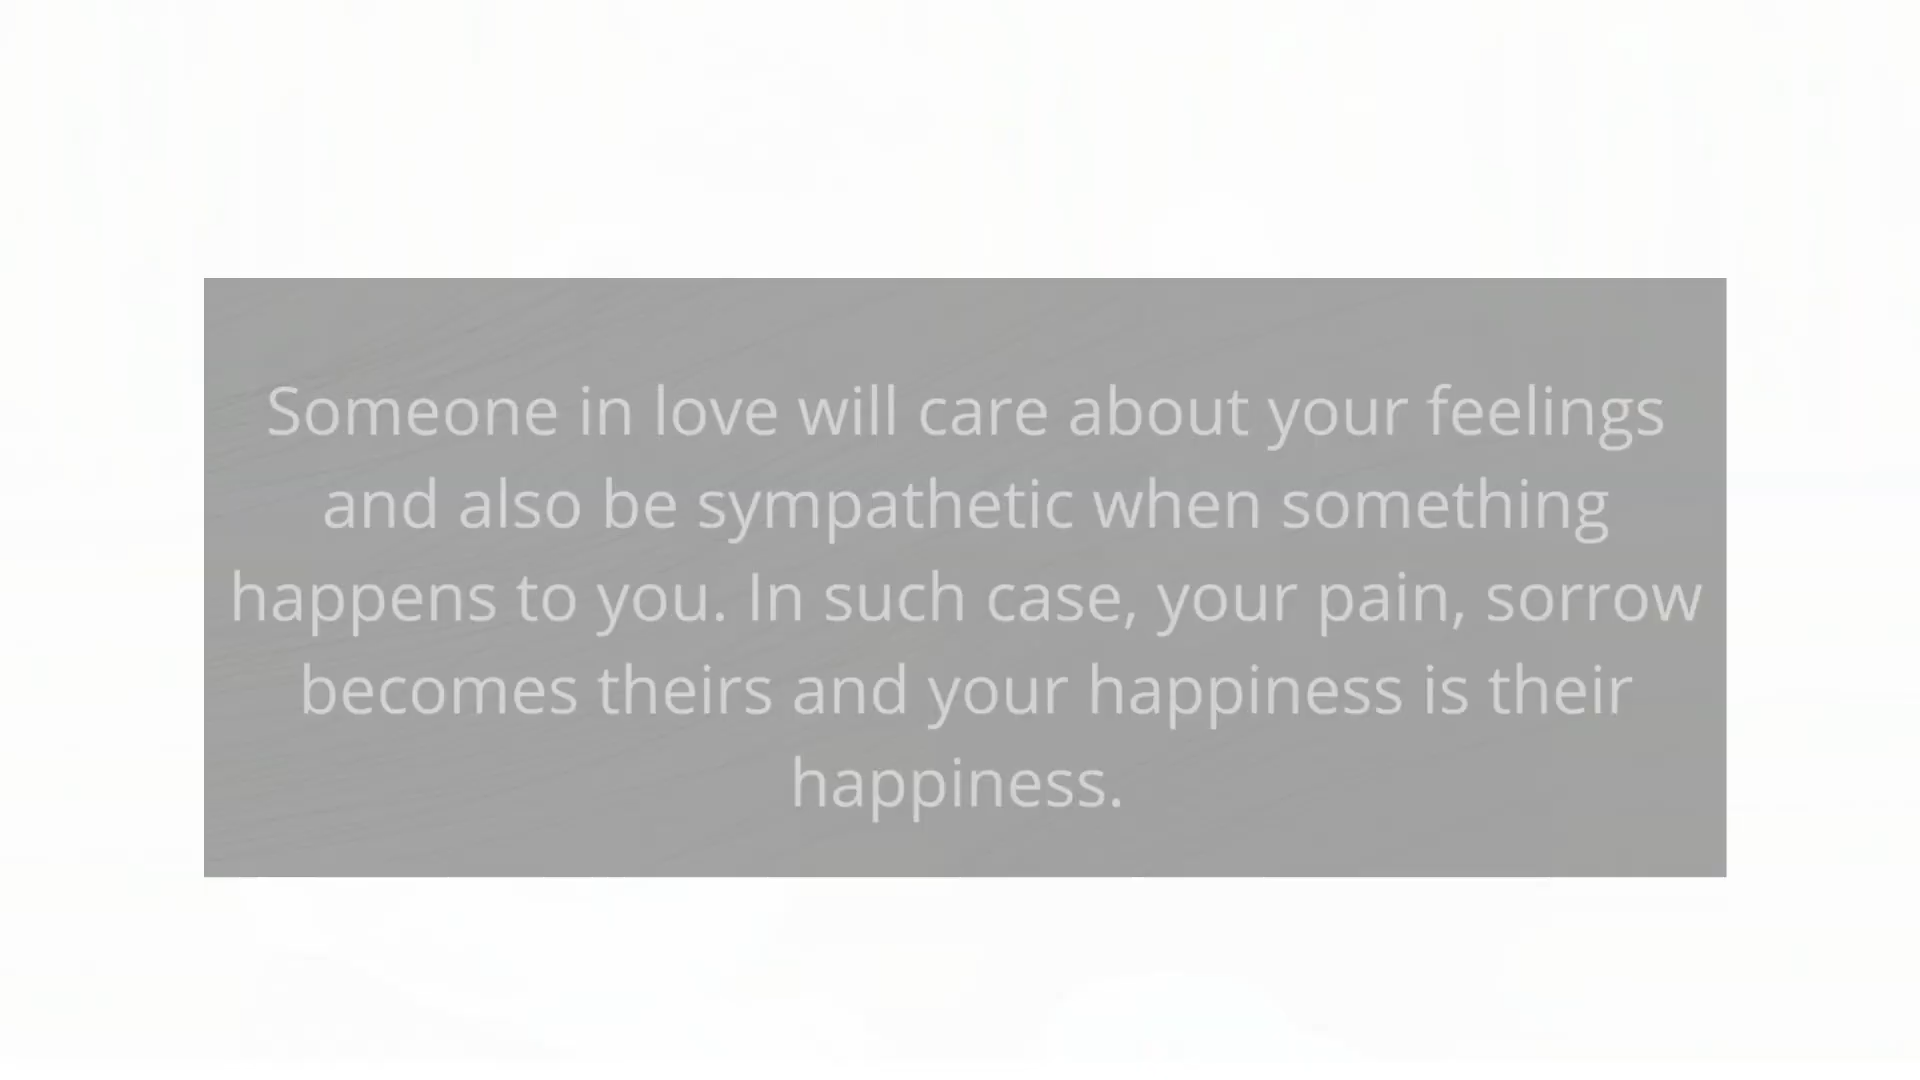 Someone in love will care about your feelings
and also be sympathetic when something
happens to you. In such case, your pain, sorrow
becomes theirs and your happiness is their
happiness.